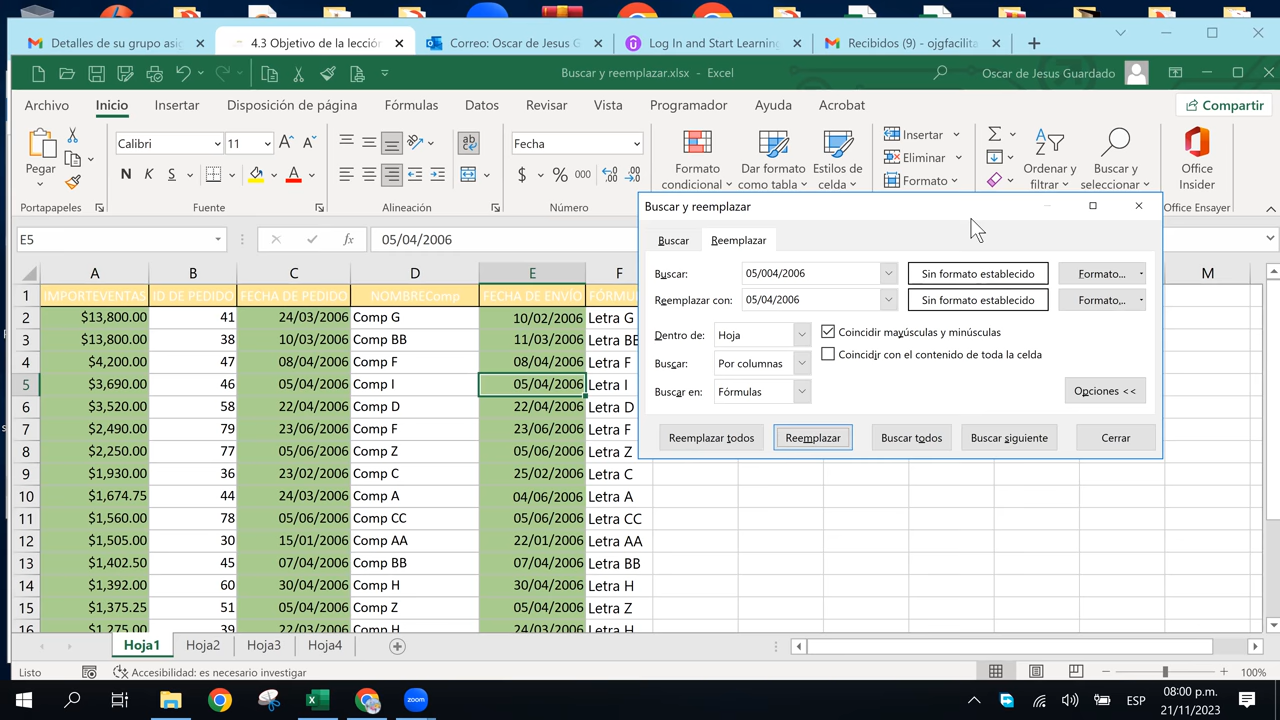 Detalles de su grupo asi
4.3 Objetivo de la lección
Correo: Oscar de Jesus G
Log In and Start Learning
Recibidos (9) - ojgfacilita
Buscar y reemplazar.xlsx - Excel
Oscar de Jesus Guardado
Archivo Inicio Insertar Disposición de página Fórmulas Datos Revisar Vista Programador Ayuda Acrobat Compartir
Pegar
Calibri 11
N K S
Fecha
$ % 000
Formato condicional
Dar formato como tabla
Estilos de celda
Insertar
Eliminar
Formato
Ordenar y filtrar
Buscar y seleccionar
Office Insider
Portapapeles Fuente Alineación Número Office Ensayer
E5 fx 05/04/2006
Buscar y reemplazar
Buscar Reemplazar
Buscar: 05/004/2006 Sin formato establecido Formato...
Reemplazar con: 05/04/2006 Sin formato establecido Formato...
Dentro de: Hoja Coincidir mayúsculas y minúsculas
Buscar: Por columnas Coincidir con el contenido de toda la celda
Buscar en: Fórmulas Opciones <<
Reemplazar todos Reemplazar Buscar todos Buscar siguiente Cerrar
A B C D E F M
1 IMPORTEVENTAS ID DE PEDIDO FECHA DE PEDIDO NOMBREComp FECHA DE ENVÍO FÓRMU
2 $13,800.00 41 24/03/2006 Comp G 10/02/2006 Letra G
3 $13,800.00 38 10/03/2006 Comp BB 11/03/2006 Letra BB
4 $4,200.00 47 08/04/2006 Comp F 08/04/2006 Letra F
5 $3,690.00 46 05/04/2006 Comp I 05/04/2006 Letra I
6 $3,520.00 58 22/04/2006 Comp D 22/04/2006 Letra D
7 $2,490.00 79 23/06/2006 Comp F 23/06/2006 Letra F
8 $2,250.00 77 05/06/2006 Comp Z 05/06/2006 Letra Z
9 $1,930.00 36 23/02/2006 Comp C 25/02/2006 Letra C
10 $1,674.75 44 24/03/2006 Comp A 04/06/2006 Letra A
11 $1,560.00 78 05/06/2006 Comp CC 05/06/2006 Letra CC
12 $1,505.00 30 15/01/2006 Comp AA 22/01/2006 Letra AA
13 $1,402.50 45 07/04/2006 Comp BB 07/04/2006 Letra BB
14 $1,392.00 60 30/04/2006 Comp H 30/04/2006 Letra H
15 $1,375.25 51 05/04/2006 Comp Z 05/04/2006 Letra Z
16 $1,275.00 39 22/03/2006 Comp H 24/03/2006 Letra H
Hoja1 Hoja2 Hoja3 Hoja4
Listo Accesibilidad: es necesario investigar 100%
zoom
ESP
08:00 p.m.
21/11/2023